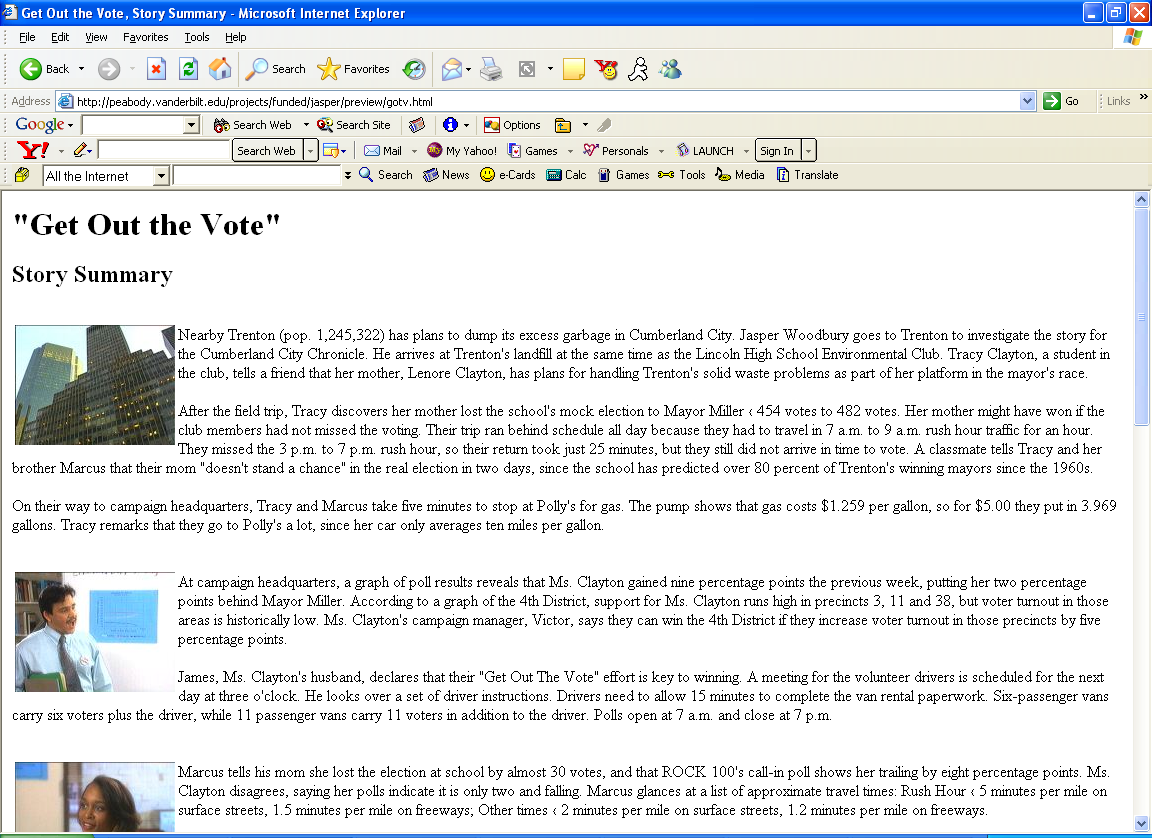 Get Out the Vote, Story Summary - Microsoft Internet Explorer
File Edit View Favorites Tools Help
Back Search Favorites
Address http://peabody.vanderbilt.edu/projects/funded/jasper/preview/gotv.html Go Links »
Google Search Web Search Site Options
Y! Search Web Mail My Yahoo! Games Personals LAUNCH Sign In
All the Internet Search News e-Cards Calc Games Tools Media Translate
"Get Out the Vote"
Story Summary
Nearby Trenton (pop. 1,245,322) has plans to dump its excess garbage in Cumberland City. Jasper Woodbury goes to Trenton to investigate the story for
the Cumberland City Chronicle. He arrives at Trenton's landfill at the same time as the Lincoln High School Environmental Club. Tracy Clayton, a student in
the club, tells a friend that her mother, Lenore Clayton, has plans for handling Trenton's solid waste problems as part of her platform in the mayor's race.
After the field trip, Tracy discovers her mother lost the school's mock election to Mayor Miller ‹ 454 votes to 482 votes. Her mother might have won if the
club members had not missed the voting. Their trip ran behind schedule all day because they had to travel in 7 a.m. to 9 a.m. rush hour traffic for an hour.
They missed the 3 p.m. to 7 p.m. rush hour, so their return took just 25 minutes, but they still did not arrive in time to vote. A classmate tells Tracy and her
brother Marcus that their mom "doesn't stand a chance" in the real election in two days, since the school has predicted over 80 percent of Trenton's winning mayors since the 1960s.
On their way to campaign headquarters, Tracy and Marcus take five minutes to stop at Polly's for gas. The pump shows that gas costs $1.259 per gallon, so for $5.00 they put in 3.969
gallons. Tracy remarks that they go to Polly's a lot, since her car only averages ten miles per gallon.
At campaign headquarters, a graph of poll results reveals that Ms. Clayton gained nine percentage points the previous week, putting her two percentage
points behind Mayor Miller. According to a graph of the 4th District, support for Ms. Clayton runs high in precincts 3, 11 and 38, but voter turnout in those
areas is historically low. Ms. Clayton's campaign manager, Victor, says they can win the 4th District if they increase voter turnout in those precincts by five
percentage points.
James, Ms. Clayton's husband, declares that their "Get Out The Vote" effort is key to winning. A meeting for the volunteer drivers is scheduled for the next
day at three o'clock. He looks over a set of driver instructions. Drivers need to allow 15 minutes to complete the van rental paperwork. Six-passenger vans
carry six voters plus the driver, while 11 passenger vans carry 11 voters in addition to the driver. Polls open at 7 a.m. and close at 7 p.m.
Marcus tells his mom she lost the election at school by almost 30 votes, and that ROCK 100's call-in poll shows her trailing by eight percentage points. Ms.
Clayton disagrees, saying her polls indicate it is only two and falling. Marcus glances at a list of approximate travel times: Rush Hour ‹ 5 minutes per mile on
surface streets, 1.5 minutes per mile on freeways; Other times ‹ 2 minutes per mile on surface streets, 1.2 minutes per mile on freeways.